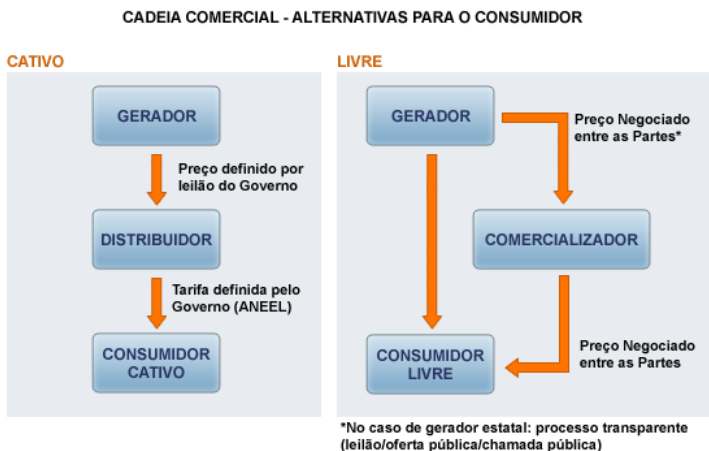 CADEIA COMERCIAL - ALTERNATIVAS PARA O CONSUMIDOR
CATIVO
GERADOR
Preço definido por
leilão do Governo
DISTRIBUIDOR
Tarifa definida pelo
Governo (ANEEL)
CONSUMIDOR
CATIVO
LIVRE
GERADOR
Preço Negociado
entre as Partes*
COMERCIALIZADOR
Preço Negociado
entre as Partes
CONSUMIDOR
LIVRE
*No caso de gerador estatal: processo transparente
(leilão/oferta pública/chamada pública)